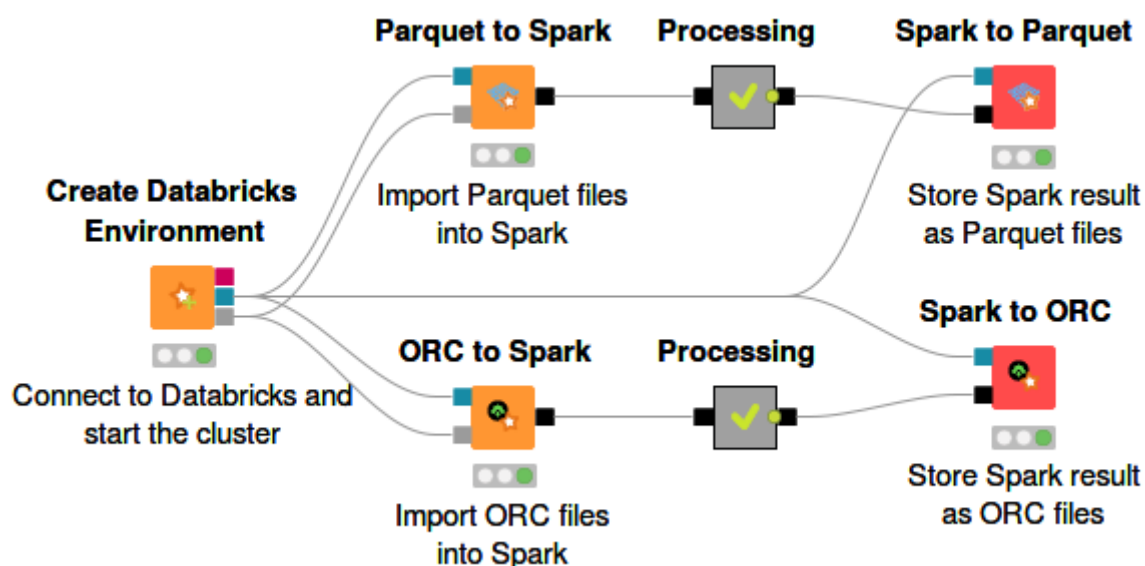 Parquet to Spark
Processing
Spark to Parquet
Import Parquet files
into Spark
Store Spark result
as Parquet files
Create Databricks
Environment
Connect to Databricks and
start the cluster
ORC to Spark
Processing
Spark to ORC
Import ORC files
into Spark
Store Spark result
as ORC files